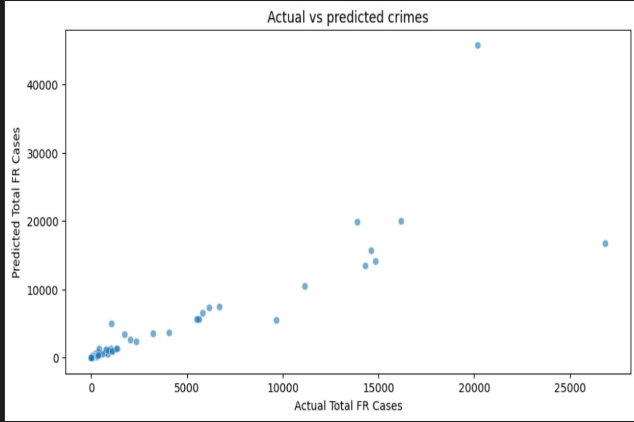 Actual vs predicted crimes
Predicted Total FR Cases
40000
30000
20000
10000
0
0 5000 10000 15000 20000 25000
Actual Total FR Cases